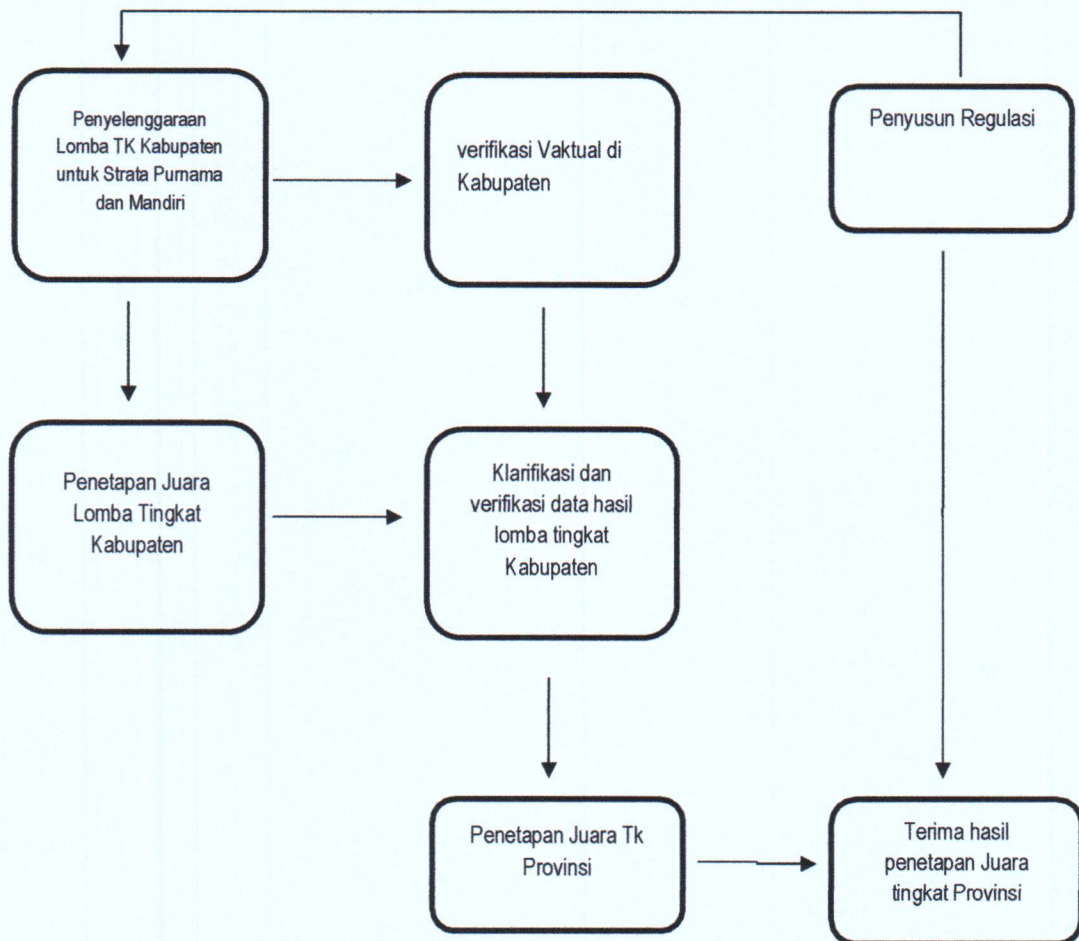 Penyelenggaraan
Lomba TK Kabupaten
untuk Strata Purnama
dan Mandiri
verifikasi Vaktual di
Kabupaten
Penyusun Regulasi
Penetapan Juara
Lomba Tingkat
Kabupaten
Klarifikasi dan
verifikasi data hasil
lomba tingkat
Kabupaten
Penetapan Juara Tk
Provinsi
Terima hasil
penetapan Juara
tingkat Provinsi